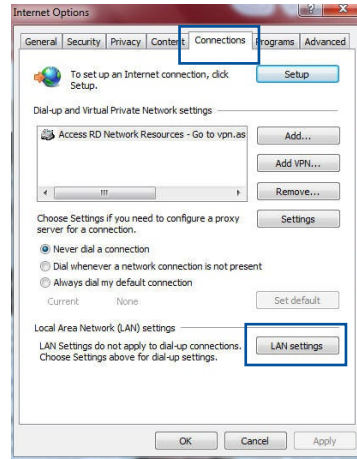 Internet Options
General Security Privacy Content Connections Programs Advanced
To set up an Internet connection, click
Setup.
Setup
Dial-up and Virtual Private Network settings
Access RD Network Resources - Go to vpn.as
Add...
Add VPN...
Remove...
Choose Settings if you need to configure a proxy
server for a connection.
Settings
Never dial a connection
Dial whenever a network connection is not present
Always dial my default connection
Current None
Set default
Local Area Network (LAN) settings
LAN Settings do not apply to dial-up connections.
Choose Settings above for dial-up settings.
LAN settings
OK Cancel Apply